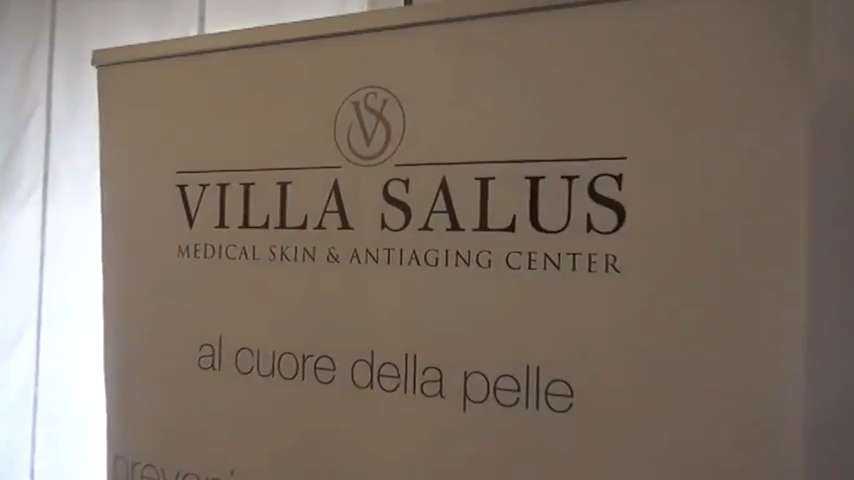 VS
VILLA SALUS
MEDICAL SKIN & ANTIAGING CENTER
al cuore della pelle